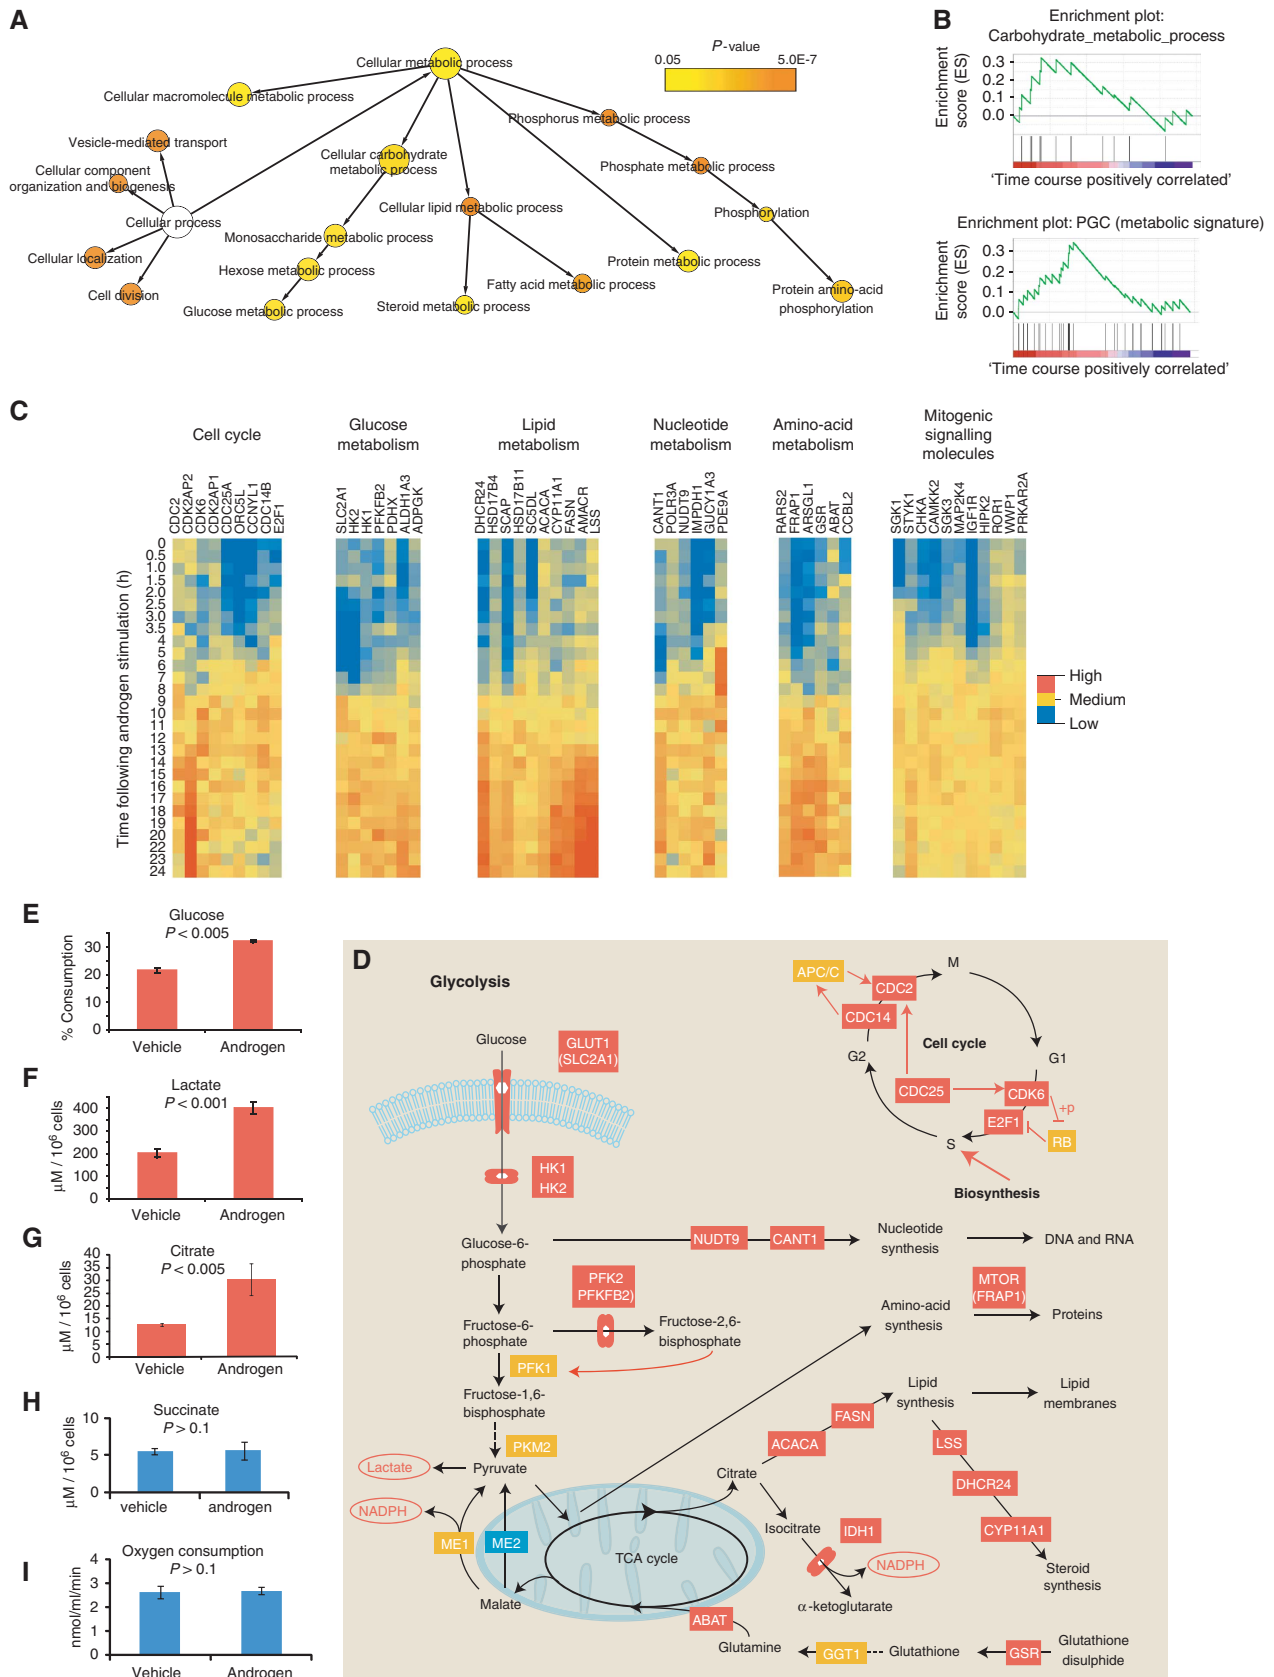 A
Cellular metabolic process
P-value
0.05 5.0E-7
Cellular macromolecule metabolic process
Phosphorus metabolic process
Vesicle-mediated transport
Cellular carbohydrate
metabolic process
Phosphate metabolic process
Cellular component
organization and biogenesis
Cellular lipid metabolic process
Phosphorylation
Cellular process
Monosaccharide metabolic process
Cellular localization
Hexose metabolic process
Protein metabolic process
Cell division
Fatty acid metabolic process
Protein amino-acid
phosphorylation
Glucose metabolic process
Steroid metabolic process
B
Enrichment plot:
Carbohydrate_metabolic_process
Enrichment
score (ES)
0.3
0.2
0.1
0.0
'Time course positively correlated'
Enrichment plot: PGC (metabolic signature)
Enrichment
score (ES)
0.3
0.2
0.1
0.0
'Time course positively correlated'
C
Cell cycle
Glucose
metabolism
Lipid
metabolism
Nucleotide
metabolism
Amino-acid
metabolism
Mitogenic
signalling
molecules
CDC2
CDK2AP2
CDK6
CDK2AP1
CDC25A
ORC5L
CCNYL1
CDC14B
E2F1
SLC2A1
HK2
HK1
PFKFB2
PDHX
ALDH1A3
ADPGK
DHCR24
HSD17B4
SCAP
HSD17B11
SC5DL
ACACA
CYP11A1
FASN
AMACR
LSS
CANT1
POLR3A
NUDT9
IMPDH1
GUCY1A3
PDE9A
RARS2
FRAP1
ARSGL1
GSR
ABAT
CCBL2
SGK1
STYK1
CHKA
CAMKK2
SGK3
MAP2K4
IGF1R
HIPK2
ROR1
WWP1
PRKAR2A
Time following androgen stimulation (h)
0
0.5
1.0
1.5
2.0
2.5
3.0
3.5
4
5
6
7
8
9
10
11
12
13
14
15
16
17
18
19
20
22
23
24
High
Medium
Low
E
Glucose
P < 0.005
% Consumption
30
20
10
0
Vehicle Androgen
F
Lactate
P < 0.001
µM / 10⁶ cells
400
300
200
100
0
Vehicle Androgen
G
Citrate
P < 0.005
µM / 10⁶ cells
40
35
30
25
20
15
10
5
0
Vehicle Androgen
H
Succinate
P > 0.1
µM / 10⁶ cells
10
5
0
vehicle androgen
I
Oxygen consumption
P > 0.1
nmol/ml/min
4
3
2
1
0
Vehicle Androgen
D
Glycolysis
Glucose
GLUT1
(SLC2A1)
HK1
HK2
Glucose-6-
phosphate
NUDT9
CANT1
Nucleotide
synthesis
DNA and RNA
PFK2
PFKFB2)
Fructose-6-
phosphate
Fructose-2,6-
bisphosphate
PFK1
Fructose-1,6-
bisphosphate
PKM2
Lactate
Pyruvate
NADPH
ME1
ME2
Malate
TCA cycle
Amino-acid
synthesis
MTOR
(FRAP1)
Proteins
Lipid
synthesis
Lipid
membranes
FASN
ACACA
Citrate
LSS
DHCR24
CYP11A1
Steroid
synthesis
Isocitrate
IDH1
NADPH
α-ketoglutarate
ABAT
Glutamine
GGT1
Glutathione
GSR
Glutathione
disulphide
APC/C
CDC2
CDC14
M
G2
Cell cycle
G1
CDC25
CDK6
+p
E2F1
RB
S
Biosynthesis